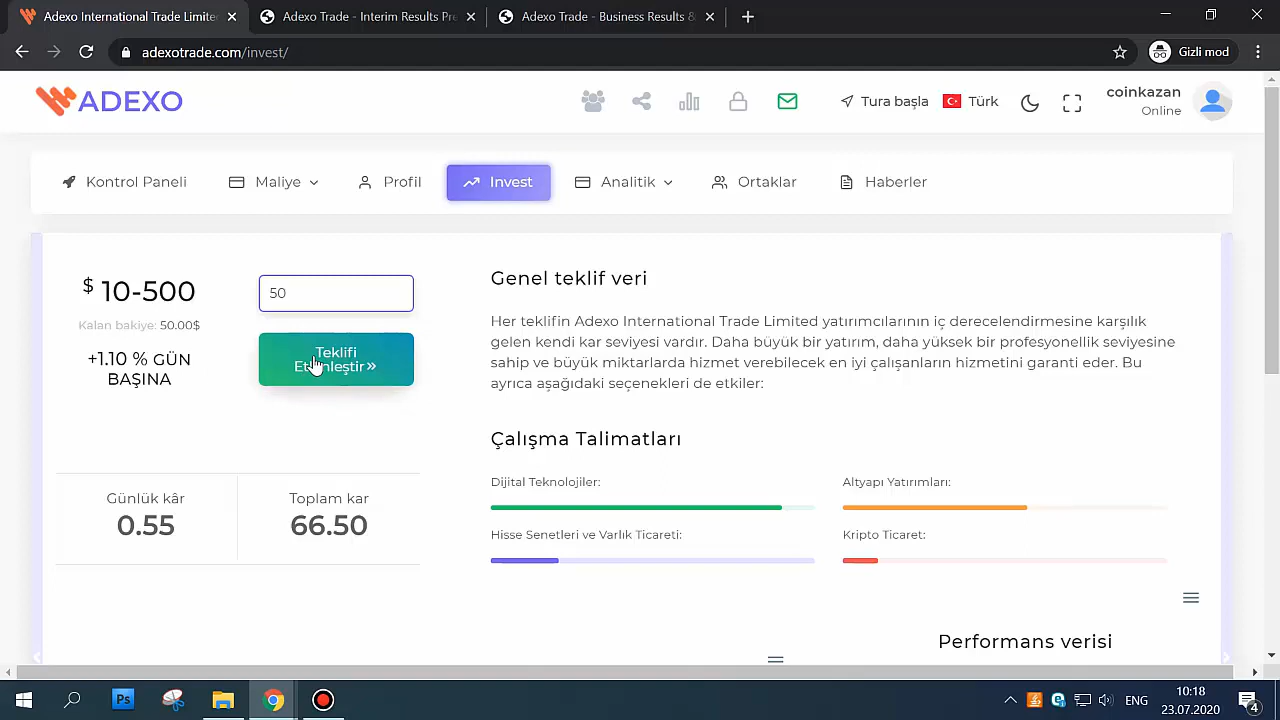 Adexo International Trade Limite
Adexo Trade - Interim Results Pre
Adexo Trade - Business Results &
adexotrade.com/invest/
Gizli mod
ADEXO
Tura başla
Türk
coinkazan
Online
Kontrol Paneli
Maliye
Profil
Invest
Analitik
Ortaklar
Haberler
$ 10-500
Kalan bakiye: 50.00$
+1.10 % GÜN
BAŞINA
50
Teklifi
Etkinleştir»
Günlük kâr
0.55
Toplam kar
66.50
Genel teklif veri
Her teklifin Adexo International Trade Limited yatırımcılarının iç derecelendirmesine karşılık
gelen kendi kar seviyesi vardır. Daha büyük bir yatırım, daha yüksek bir profesyonellik seviyesine
sahip ve büyük miktarlarda hizmet verebilecek en iyi çalışanların hizmetini garanti eder. Bu
ayrıca aşağıdaki seçenekleri de etkiler:
Çalışma Talimatları
Dijital Teknolojiler:
Altyapı Yatırımları:
Hisse Senetleri ve Varlık Ticareti:
Kripto Ticaret:
Performans verisi
Ps
ENG
10:18
23.07.2020
4